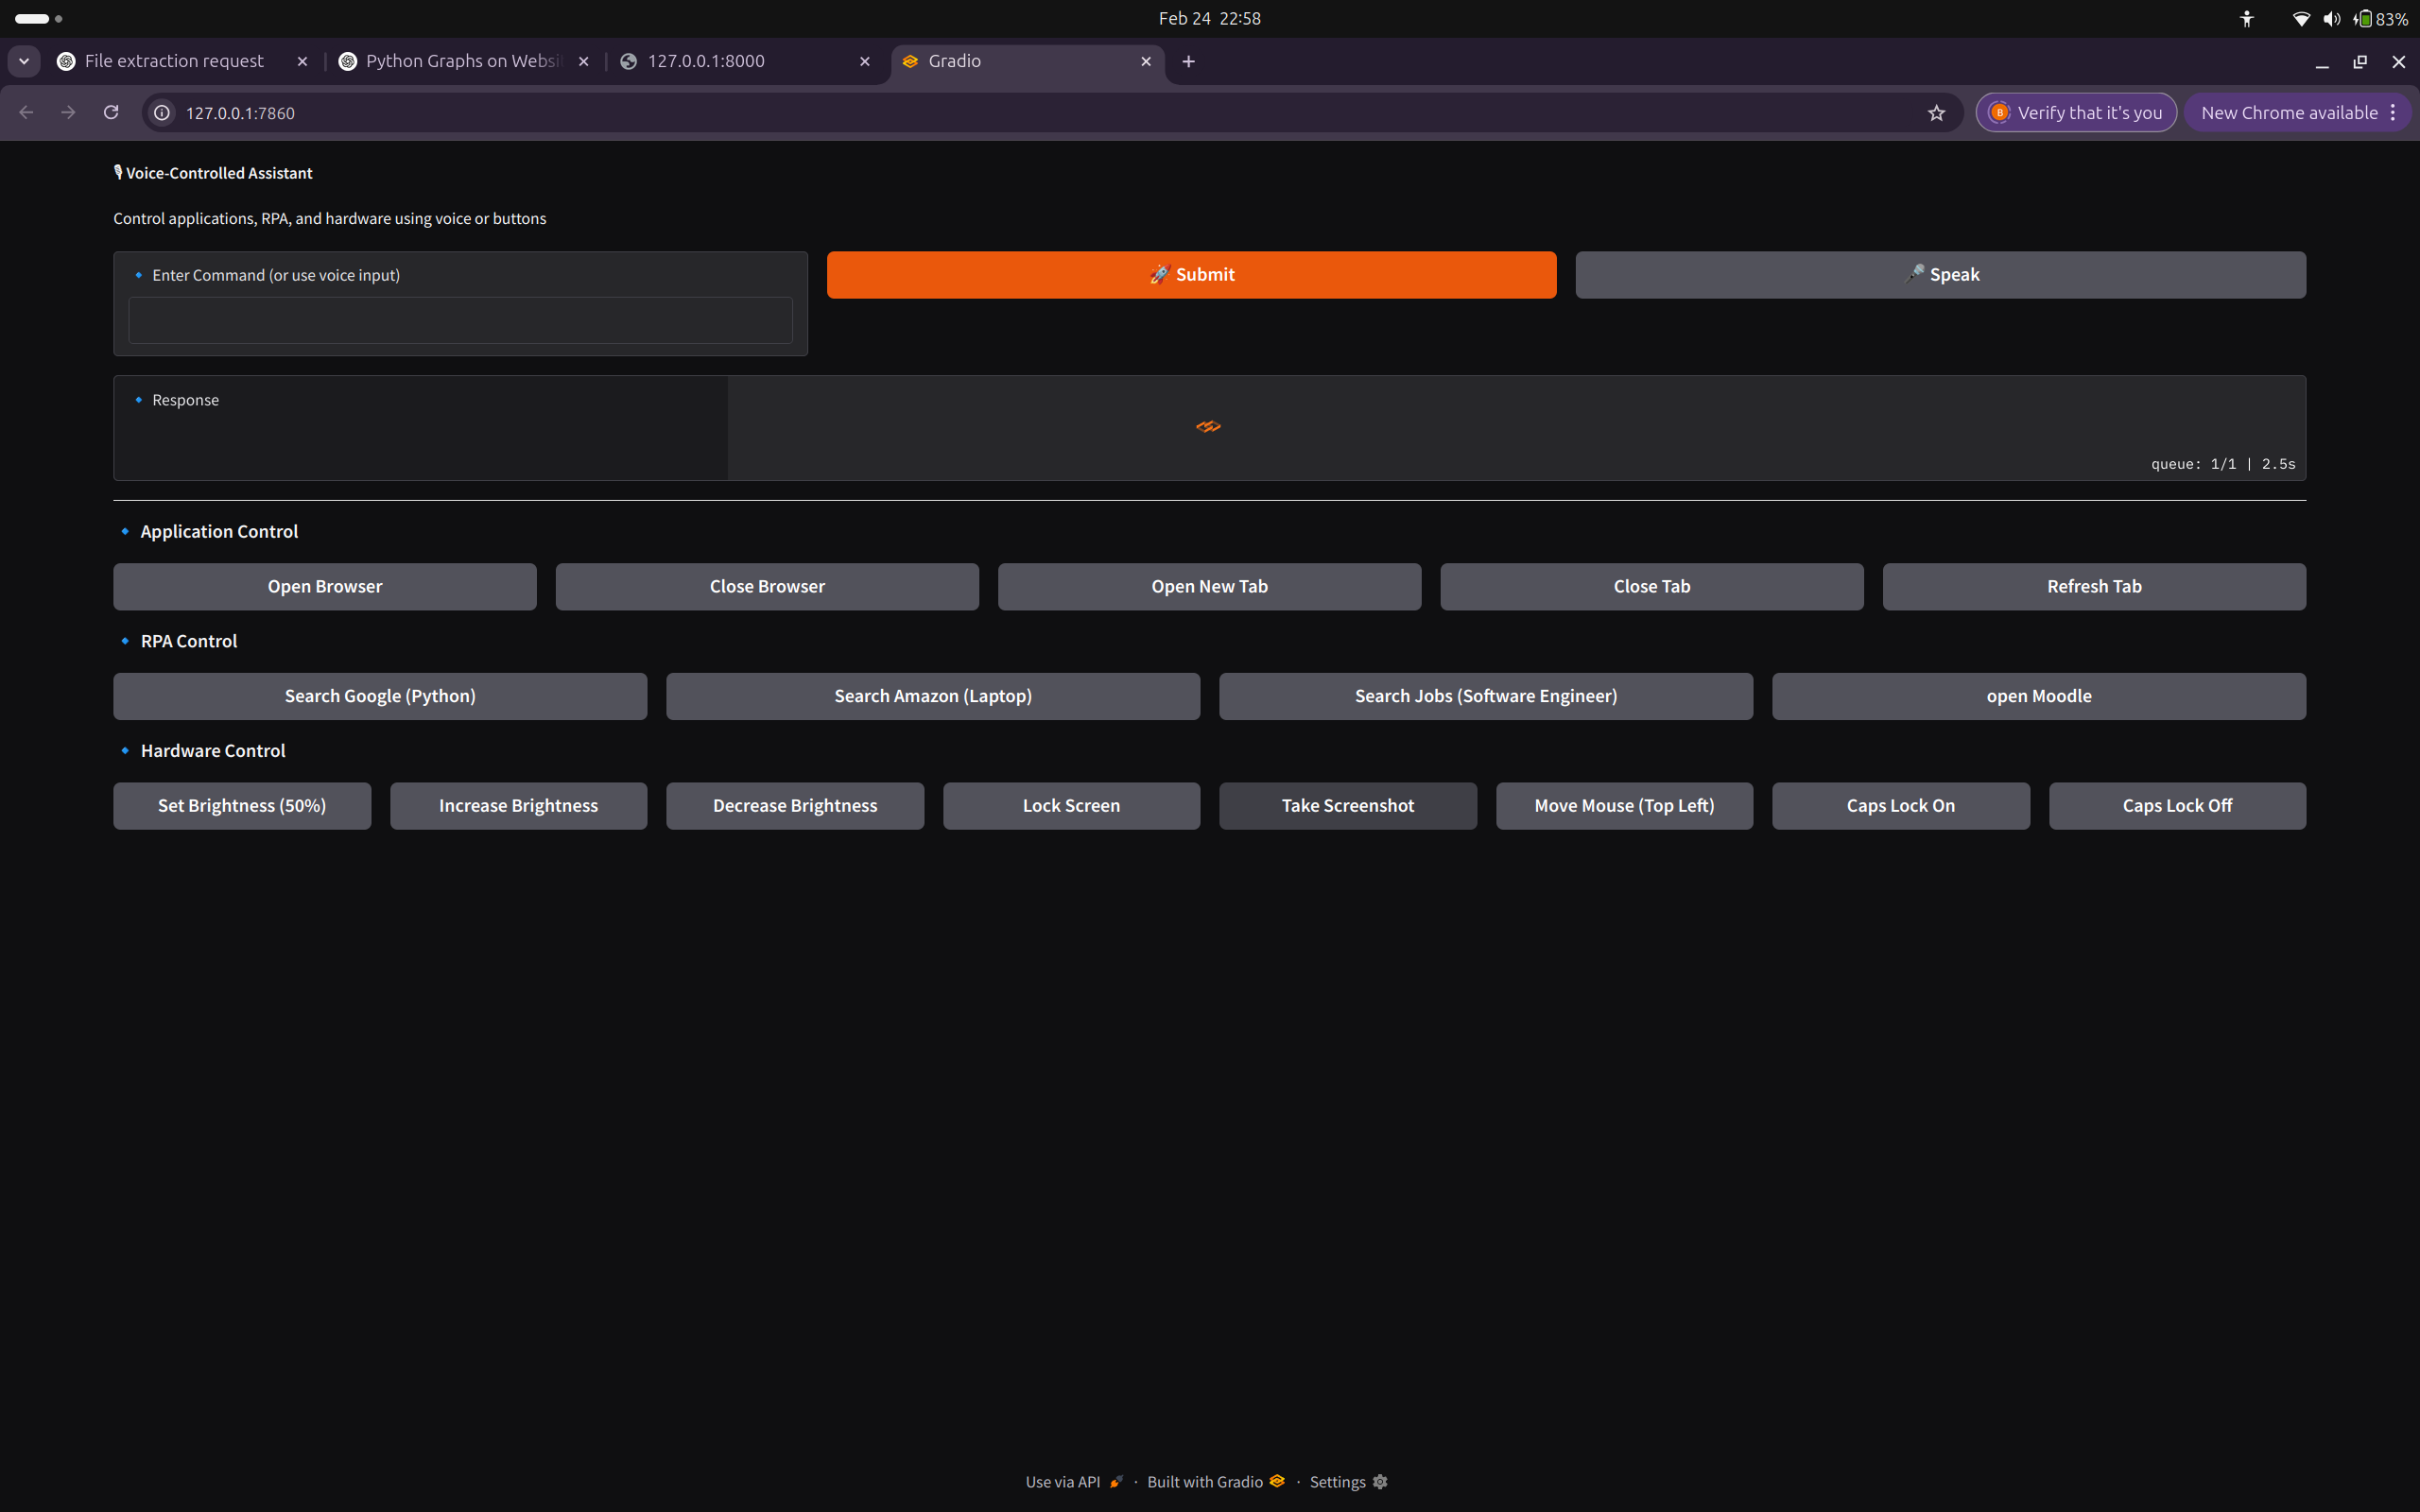 Feb 24 22:58
83%
File extraction request
Python Graphs on Websi
127.0.0.1:8000
Gradio
127.0.0.1:7860
Verify that it's you
New Chrome available
Voice-Controlled Assistant
Control applications, RPA, and hardware using voice or buttons
Enter Command (or use voice input)
Submit
Speak
Response
queue: 1/1 | 2.5s
Application Control
Open Browser
Close Browser
Open New Tab
Close Tab
Refresh Tab
RPA Control
Search Google (Python)
Search Amazon (Laptop)
Search Jobs (Software Engineer)
open Moodle
Hardware Control
Set Brightness (50%)
Increase Brightness
Decrease Brightness
Lock Screen
Take Screenshot
Move Mouse (Top Left)
Caps Lock On
Caps Lock Off
Use via API · Built with Gradio · Settings